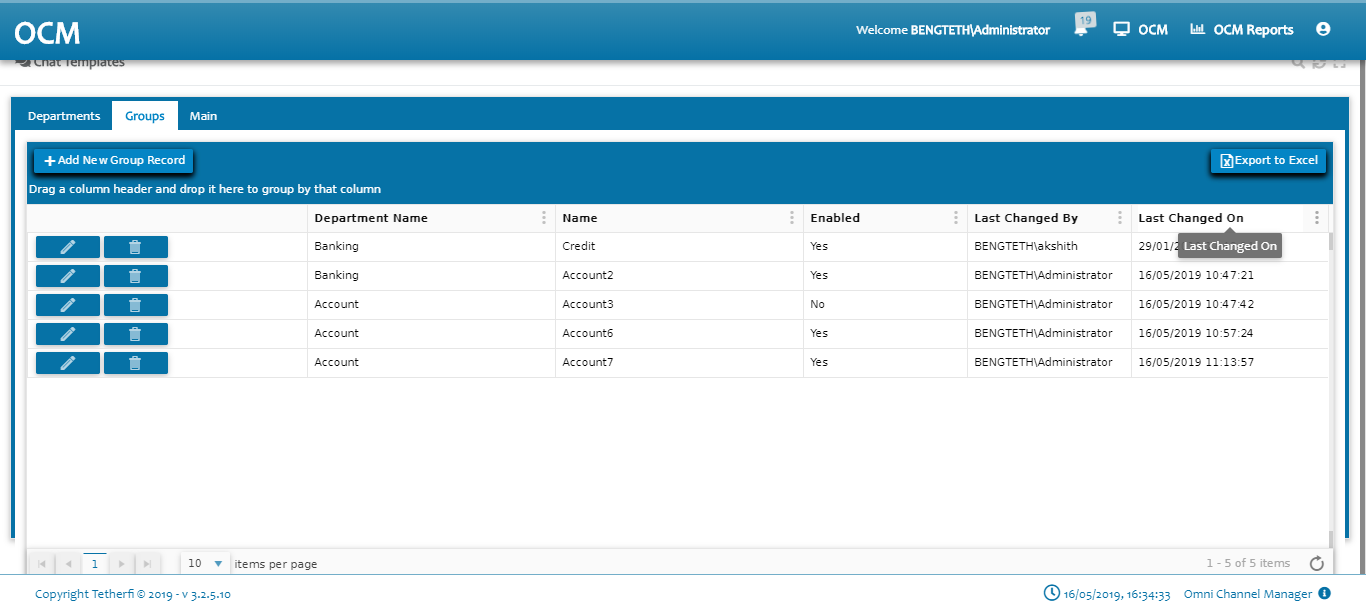 OCM
Welcome BENGTETH\Administrator
19
OCM
OCM Reports
Chat Templates
Departments
Groups
Main
Add New Group Record
Export to Excel
Drag a column header and drop it here to group by that column
Department Name Name Enabled Last Changed By Last Changed On
Banking Credit Yes BENGTETH\akshith 29/01/2
Last Changed On
Banking Account2 Yes BENGTETH\Administrator 16/05/2019 10:47:21
Account Account3 No BENGTETH\Administrator 16/05/2019 10:47:42
Account Account6 Yes BENGTETH\Administrator 16/05/2019 10:57:24
Account Account7 Yes BENGTETH\Administrator 16/05/2019 11:13:57
1 10 items per page 1 - 5 of 5 items
Copyright Tetherfi © 2019 - v 3.2.5.10 16/05/2019, 16:34:33 Omni Channel Manager